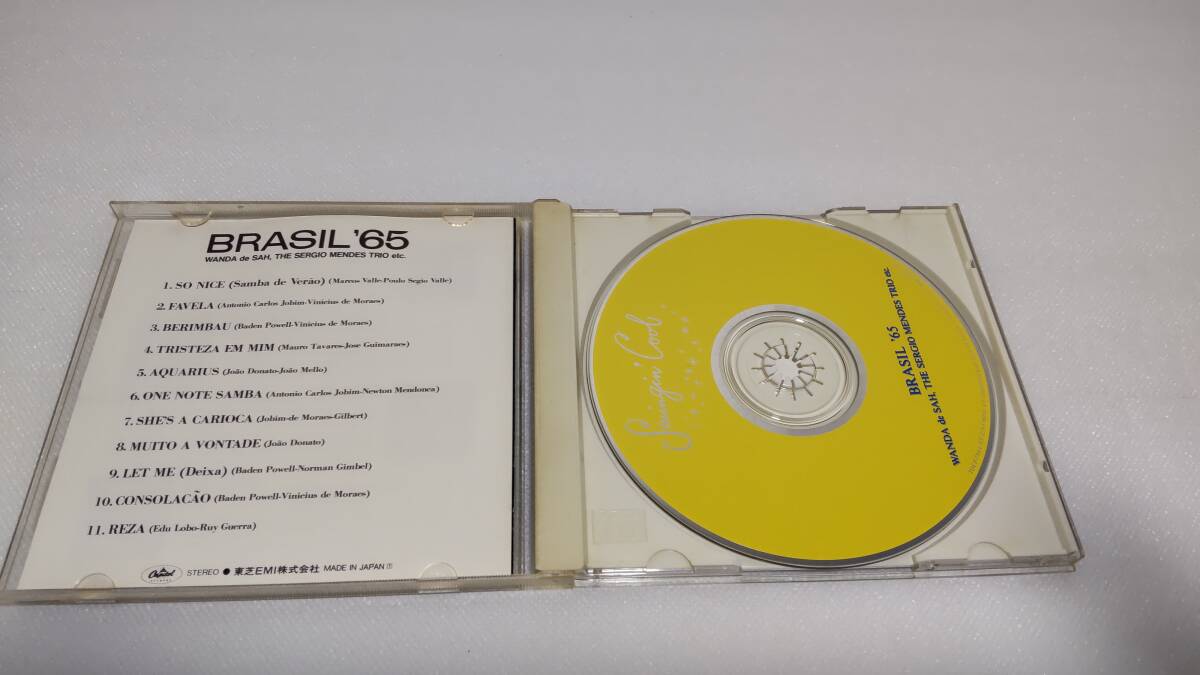 BRASIL '65
WANDA de SAH, THE SERGIO MENDES TRIO etc.
1. SO NICE (Samba de Verão) (Marcos Valle-Poulo Segio Valle)
2. FAVELA (Antonio Carlos Jobim-Vinicius de Moraes)
3. BERIMBAU (Baden Powell-Vinicius de Moraes)
4. TRISTEZA EM MIM (Mauro Tavares-Jose Guimaraes)
5. AQUARIUS (João Donato-João Mello)
6. ONE NOTE SAMBA (Antonio Carlos Jobim-Newton Mendonca)
7. SHE'S A CARIOCA (Jobim-de Moraes-Gilbert)
8. MUITO A VONTADE (João Donato)
9. LET ME (Deixa) (Baden Powell-Norman Gimbel)
10. CONSOLACÃO (Baden Powell-Vinicius de Moraes)
11. REZA (Edu Lobo-Ruy Guerra)
Capitol
STEREO ● 東芝EMI株式会社 MADE IN JAPAN
Swingin' Cool
BRASIL '65
WANDA de SAH, THE SERGIO MENDES TRIO etc.